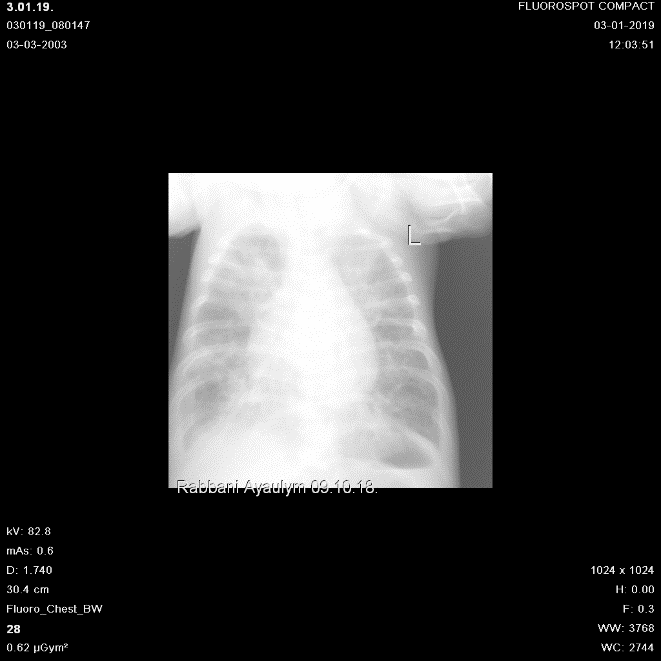 3.01.19.
FLUOROSPOT COMPACT
030119_080147
03-01-2019
03-03-2003
12:03:51
L
Rabbani Ayaulym 09.10.18.
kV: 82.8
mAs: 0.6
D: 1.740
1024 x 1024
30.4 cm
H: 0.00
Fluoro_Chest_BW
F: 0.3
28
WW: 3768
0.62 µGym²
WC: 2744